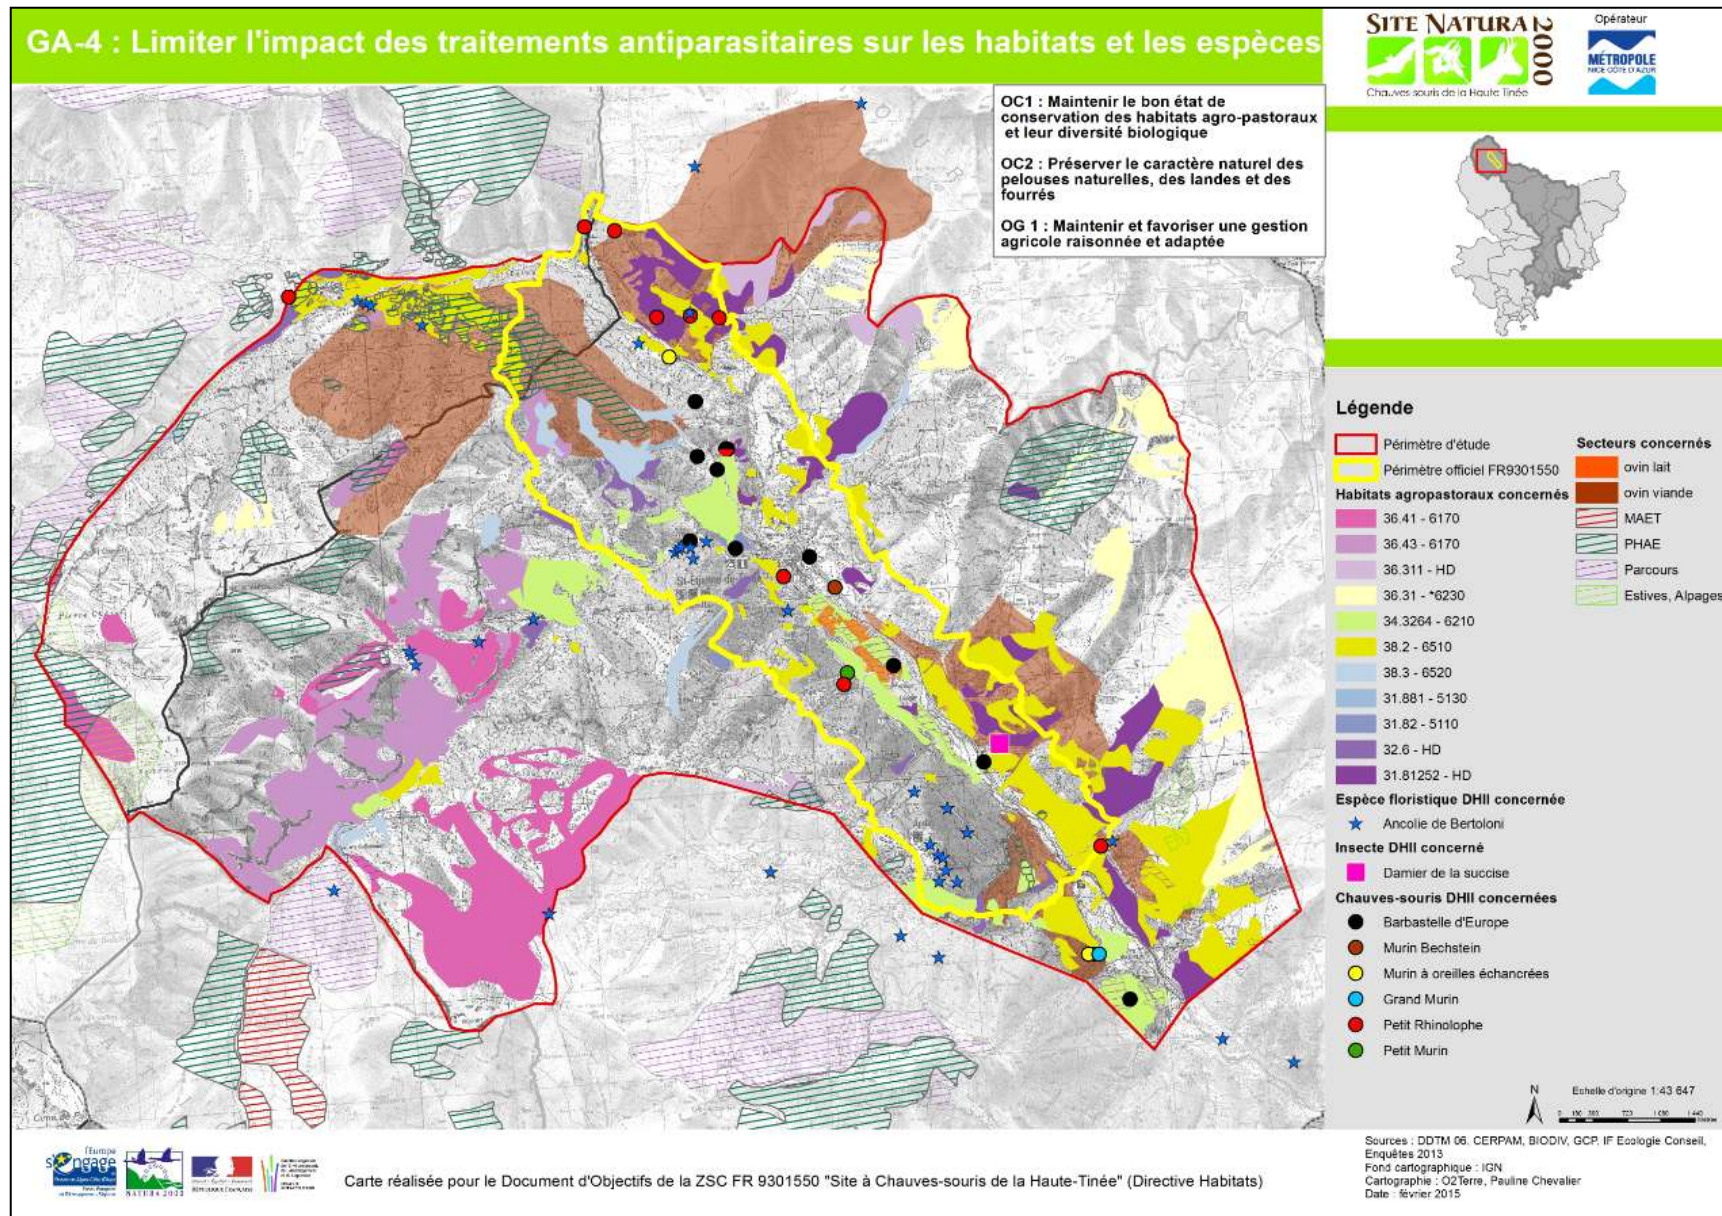 GA-4 : Limiter l'impact des traitements antiparasitaires sur les habitats et les espèces
SITE NATURA 2000
Chauves-souris de la Haute Tinée
Opérateur
MÉTROPOLE
NICE CÔTE D'AZUR
OC1 : Maintenir le bon état de
conservation des habitats agro-pastoraux
et leur diversité biologique
OC2 : Préserver le caractère naturel des
pelouses naturelles, des landes et des
fourrés
OG 1 : Maintenir et favoriser une gestion
agricole raisonnée et adaptée
Légende
Périmètre d'étude
Périmètre officiel FR9301550
Habitats agropastoraux concernés
36.41 - 6170
36.43 - 6170
36.311 - HD
36.31 - *6230
34.3264 - 6210
38.2 - 6510
38.3 - 6520
31.881 - 5130
31.82 - 5110
32.6 - HD
31.81252 - HD
Espèce floristique DHII concernée
Ancolie de Bertoloni
Insecte DHII concerné
Damier de la succise
Chauves-souris DHII concernées
Barbastelle d'Europe
Murin Bechstein
Murin à oreilles échancrées
Grand Murin
Petit Rhinolophe
Petit Murin
Secteurs concernés
ovin lait
ovin viande
MAET
PHAE
Parcours
Estives, Alpages
N
Echelle d'origine 1:43 647
Sources : DDTM 06. CERPAM, BIODIV, GCP, IF Ecologie Conseil,
Enquêtes 2013
Fond cartographique : IGN
Cartographie : O2Terre, Pauline Chevalier
Date : février 2015
l'Europe
s'engage
NATURA 2000
RÉPUBLIQUE FRANÇAISE
Carte réalisée pour le Document d'Objectifs de la ZSC FR 9301550 "Site à Chauves-souris de la Haute-Tinée" (Directive Habitats)